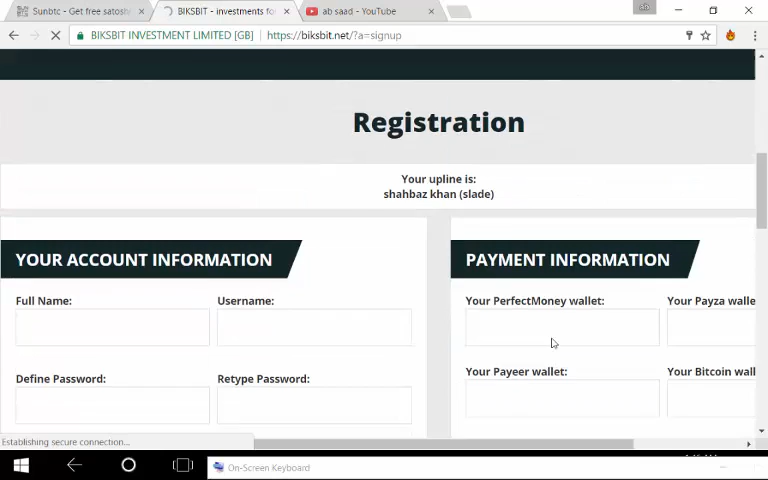 Sunbtc - Get free satoshi
BIKSBIT - investments fo
ab saad - YouTube
ab
BIKSBIT INVESTMENT LIMITED [GB]
https://biksbit.net/?a=signup
Registration
Your upline is:
shahbaz khan (slade)
YOUR ACCOUNT INFORMATION
PAYMENT INFORMATION
Full Name:
Username:
Your PerfectMoney wallet:
Your Payza walle
Define Password:
Retype Password:
Your Payeer wallet:
Your Bitcoin wall
Establishing secure connection...
On-Screen Keyboard